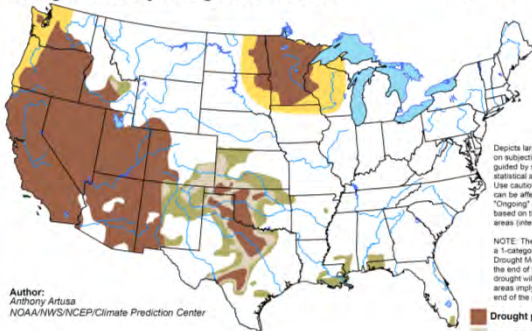 Depicts lar
on subjecti
guided by s
statistical a
Use cautio
can be affe
"Ongoing"
based on th
areas (inte
NOTE: The
a 1-catego
Drought M
the end of
drought wil
areas imply
end of the
Author:
Anthony Artusa
NOAA/NWS/NCEP/Climate Prediction Center
Drought p